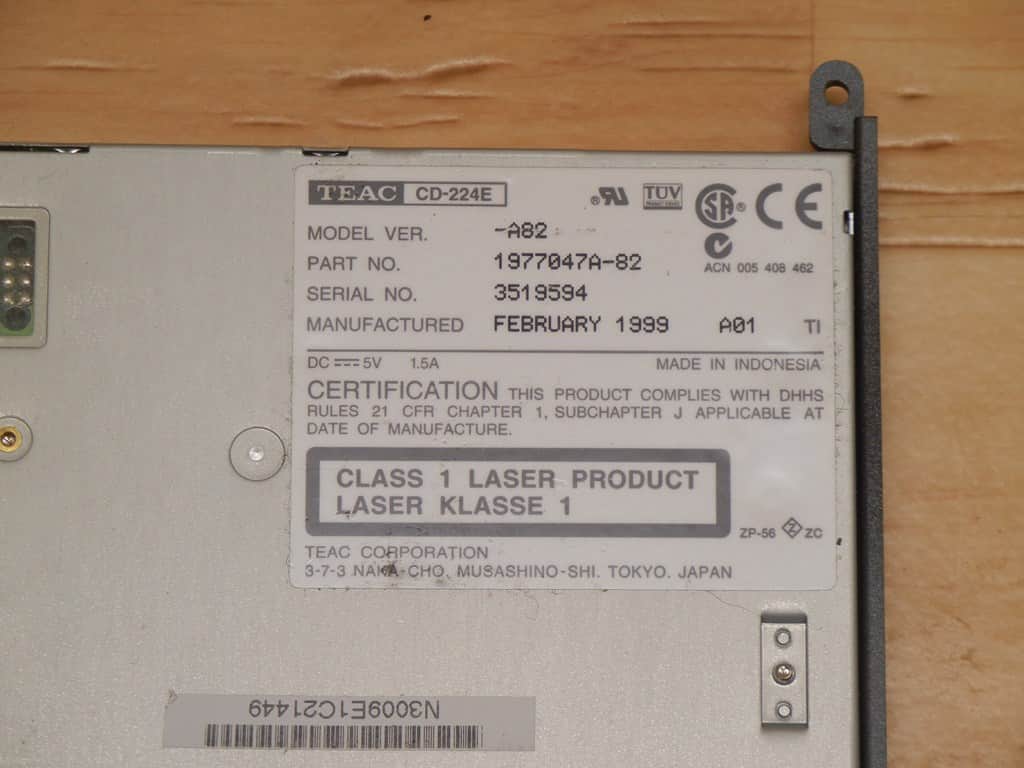 TEAC CD-224E
MODEL VER. -A82
PART NO. 1977047A-82
SERIAL NO. 3519594
MANUFACTURED FEBRUARY 1999 A01 TI
TÜV
SA
CE
ACN 005 408 462
DC 5V 1.5A MADE IN INDONESIA
CERTIFICATION THIS PRODUCT COMPLIES WITH DHHS
RULES 21 CFR CHAPTER 1, SUBCHAPTER J APPLICABLE AT
DATE OF MANUFACTURE.
CLASS 1 LASER PRODUCT
LASER KLASSE 1
ZP-56 Z ZC
TEAC CORPORATION
3-7-3 NAKA-CHO, MUSASHINO-SHI. TOKYO. JAPAN
N3009E1C21449